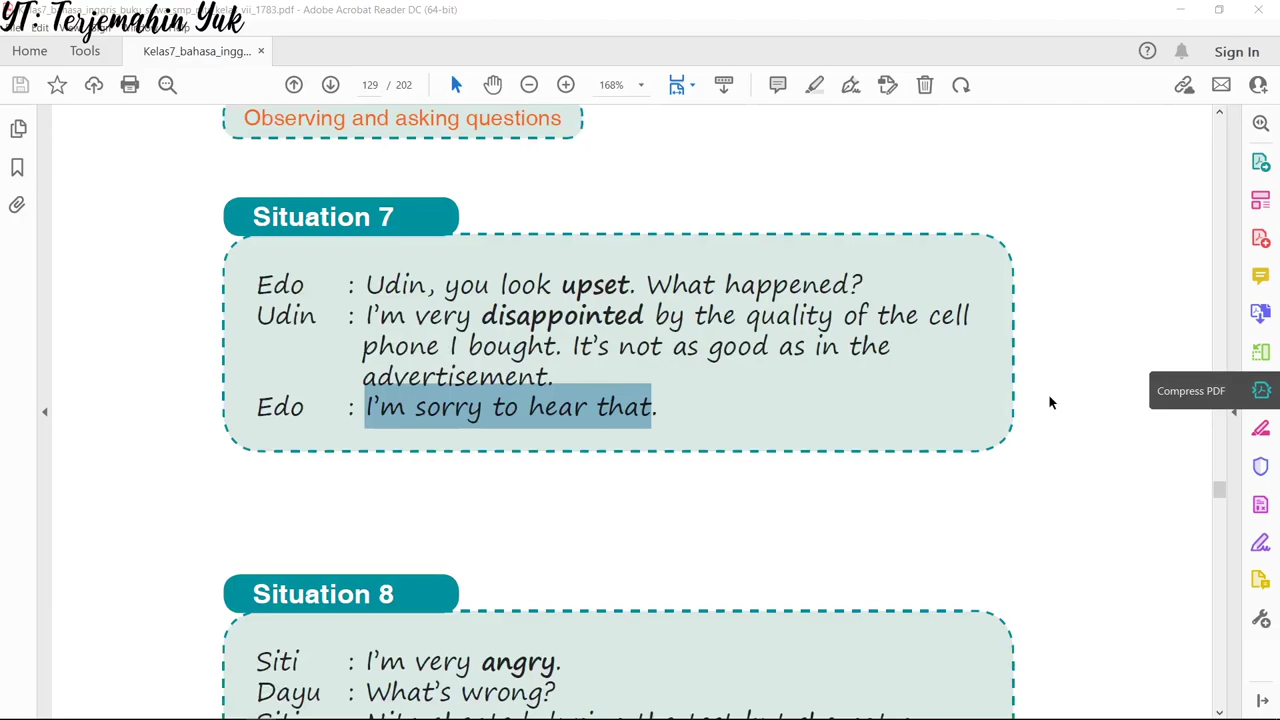 YT: Terjemahin Yuk
vii_1783.pdf - Adobe Acrobat Reader DC (64-bit)
Home Tools Kelas7_bahasa_ingg... × Sign In
129 / 202 168%
Observing and asking questions
Situation 7
Edo : Udin, you look upset. What happened?
Udin : I'm very disappointed by the quality of the cell
phone I bought. It's not as good as in the
advertisement.
Compress PDF
Edo : I'm sorry to hear that.
Situation 8
Siti : I'm very angry.
Dayu : What's wrong?